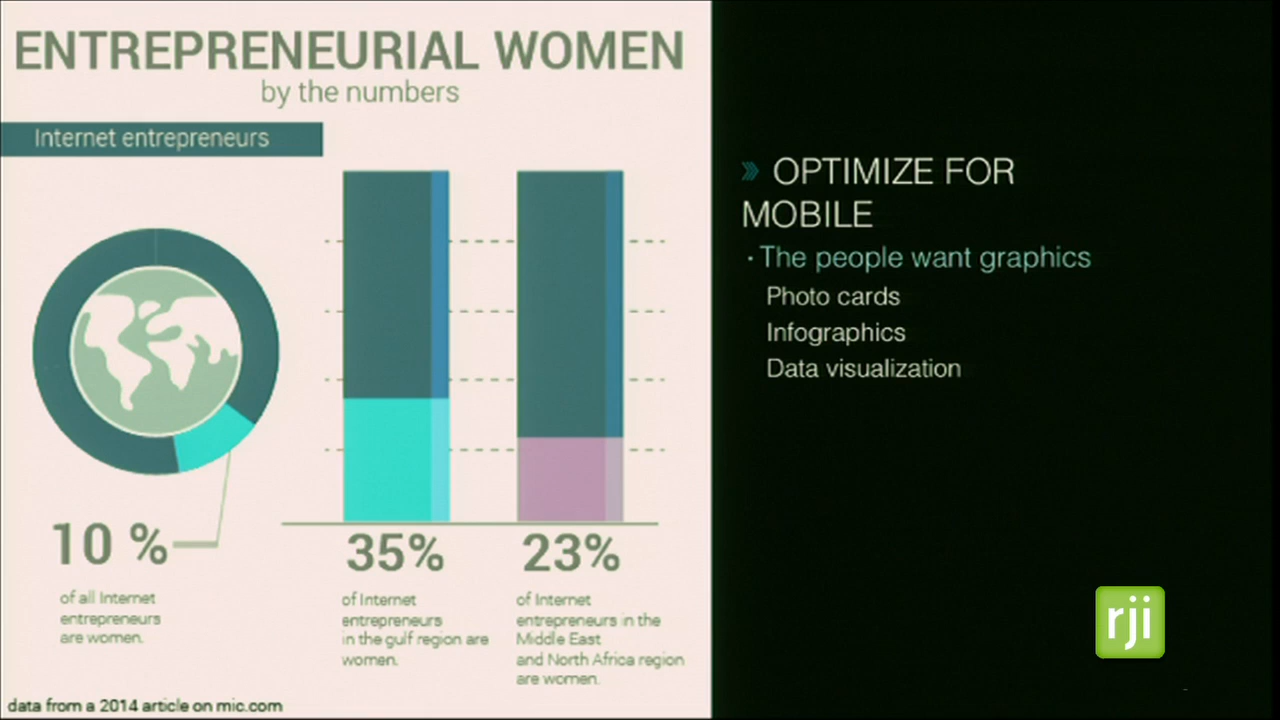 ENTREPRENEURIAL WOMEN
by the numbers
Internet entrepreneurs
10 %
of all Internet
entrepreneurs
are women.
35%
of Internet
entrepreneurs
in the gulf region are
women.
23%
of Internet
entrepreneurs in the
Middle East
and North Africa region
are women.
data from a 2014 article on mic.com
OPTIMIZE FOR
MOBILE
· The people want graphics
Photo cards
Infographics
Data visualization
rji